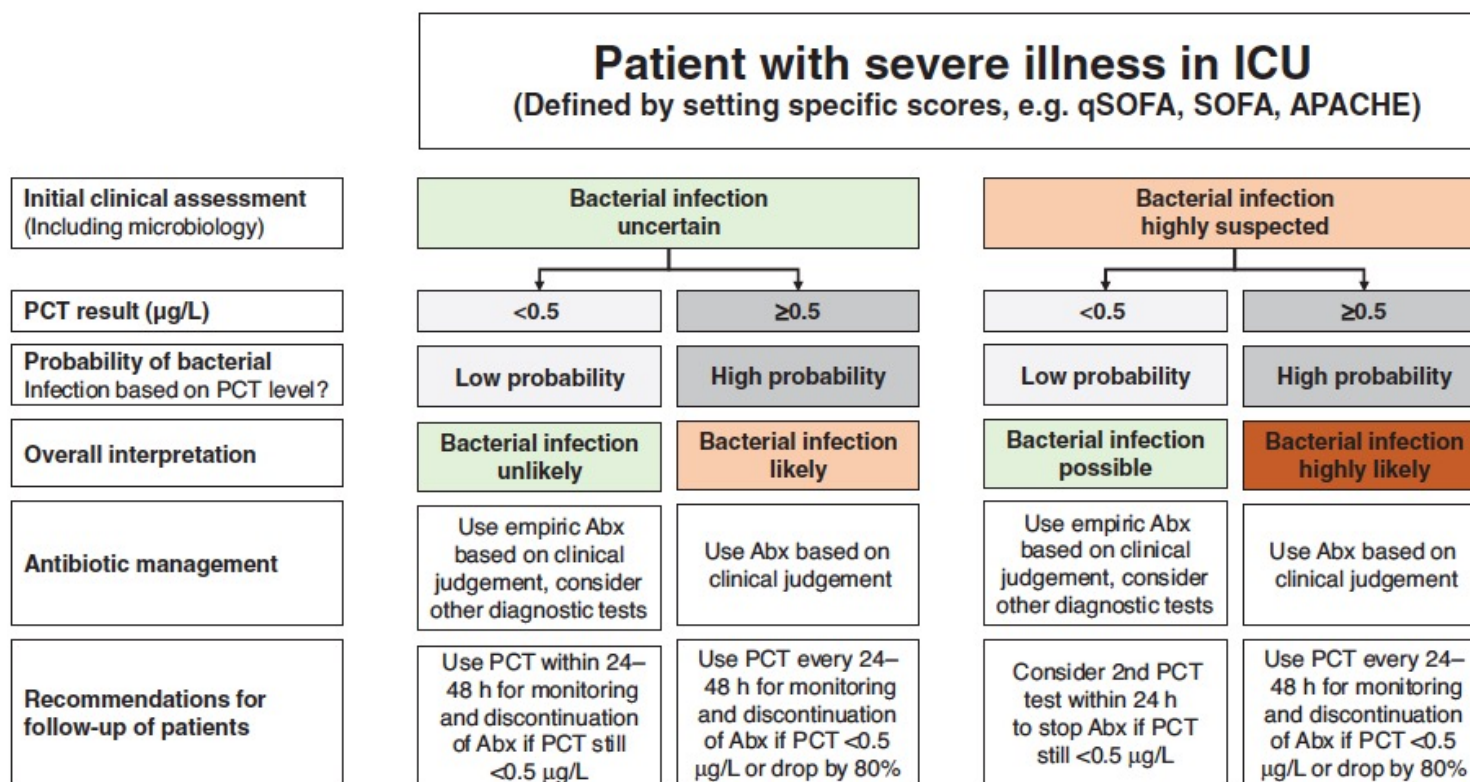 Patient with severe illness in ICU
(Defined by setting specific scores, e.g. qSOFA, SOFA, APACHE)
Initial clinical assessment
(Including microbiology)
Bacterial infection
uncertain
Bacterial infection
highly suspected
PCT result (µg/L)
<0.5
≥0.5
<0.5
≥0.5
Probability of bacterial
Infection based on PCT level?
Low probability
High probability
Low probability
High probability
Overall interpretation
Bacterial infection
unlikely
Bacterial infection
likely
Bacterial infection
possible
Bacterial infection
highly likely
Antibiotic management
Use empiric Abx
based on clinical
judgement, consider
other diagnostic tests
Use Abx based on
clinical judgement
Use empiric Abx
based on clinical
judgement, consider
other diagnostic tests
Use Abx based on
clinical judgement
Recommendations for
follow-up of patients
Use PCT within 24–
48 h for monitoring
and discontinuation
of Abx if PCT still
<0.5 µg/L
Use PCT every 24–
48 h for monitoring
and discontinuation
of Abx if PCT <0.5
µg/L or drop by 80%
Consider 2nd PCT
test within 24 h
to stop Abx if PCT
still <0.5 µg/L
Use PCT every 24–
48 h for monitoring
and discontinuation
of Abx if PCT <0.5
µg/L or drop by 80%